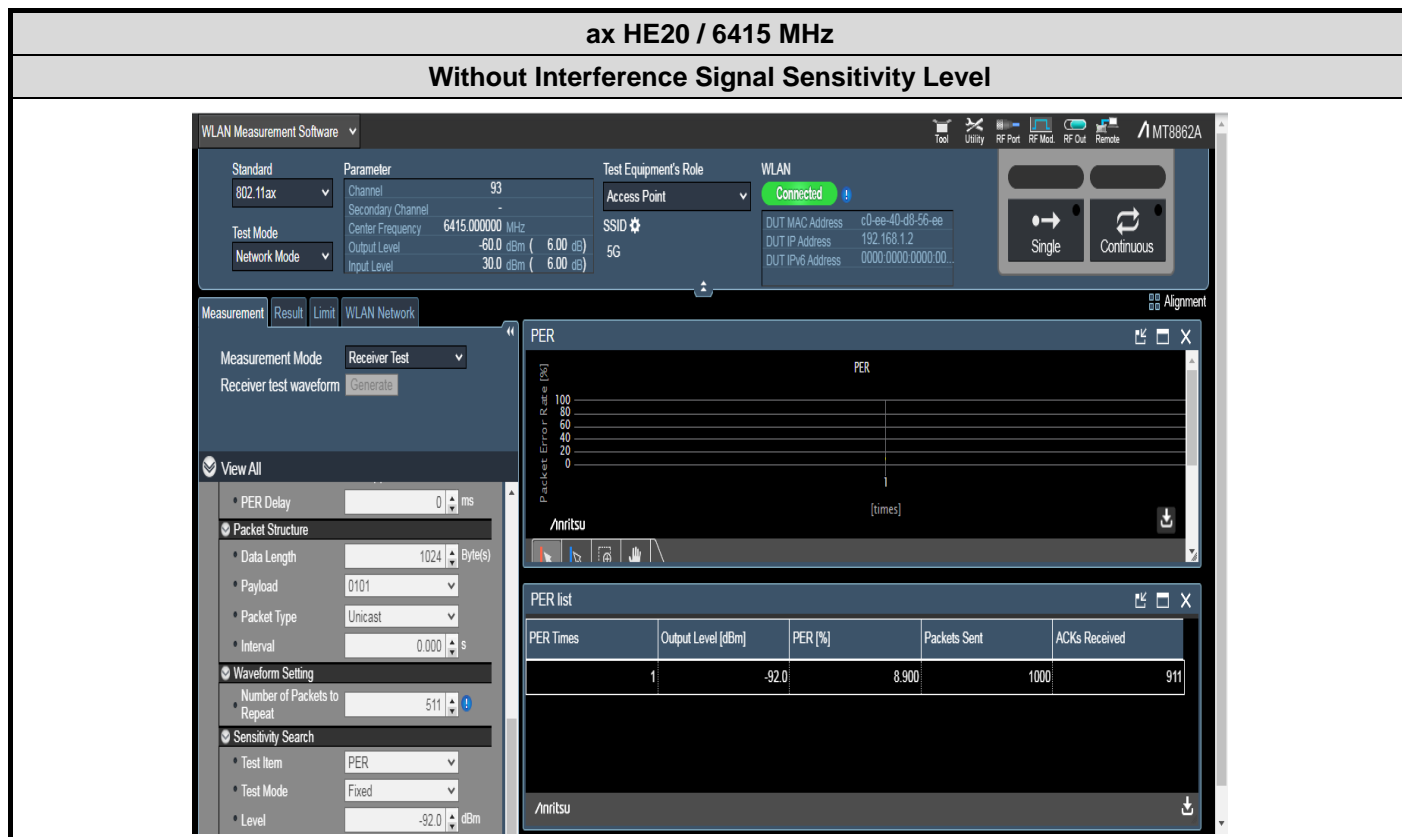 ax HE20 / 6415 MHz
Without Interference Signal Sensitivity Level
WLAN Measurement Software
Tool Utility RF Port RF Mod. RF Out Remote MT8862A
Standard
802.11ax
Test Mode
Network Mode
Parameter
Channel 93
Secondary Channel -
Center Frequency 6415.000000 MHz
Output Level -60.0 dBm ( 6.00 dB)
Input Level 30.0 dBm ( 6.00 dB)
Test Equipment's Role
Access Point
SSID
5G
WLAN
Connected
DUT MAC Address c0-ee-40-d8-56-ee
DUT IP Address 192.168.1.2
DUT IPv6 Address 0000:0000:0000:00...
Single Continuous
Alignment
Measurement Result Limit WLAN Network
Measurement Mode Receiver Test
Receiver test waveform Generate
View All
PER Delay 0 ms
Packet Structure
Data Length 1024 Byte(s)
Payload 0101
Packet Type Unicast
Interval 0.000 s
Waveform Setting
Number of Packets to Repeat 511
Sensitivity Search
Test Item PER
Test Mode Fixed
Level -92.0 dBm
PER
PER
Packet Error Rate [%]
100
80
60
40
20
0
1
[times]
Anritsu
PER list
PER Times Output Level [dBm] PER [%] Packets Sent ACKs Received
1 -92.0 8.900 1000 911
Anritsu